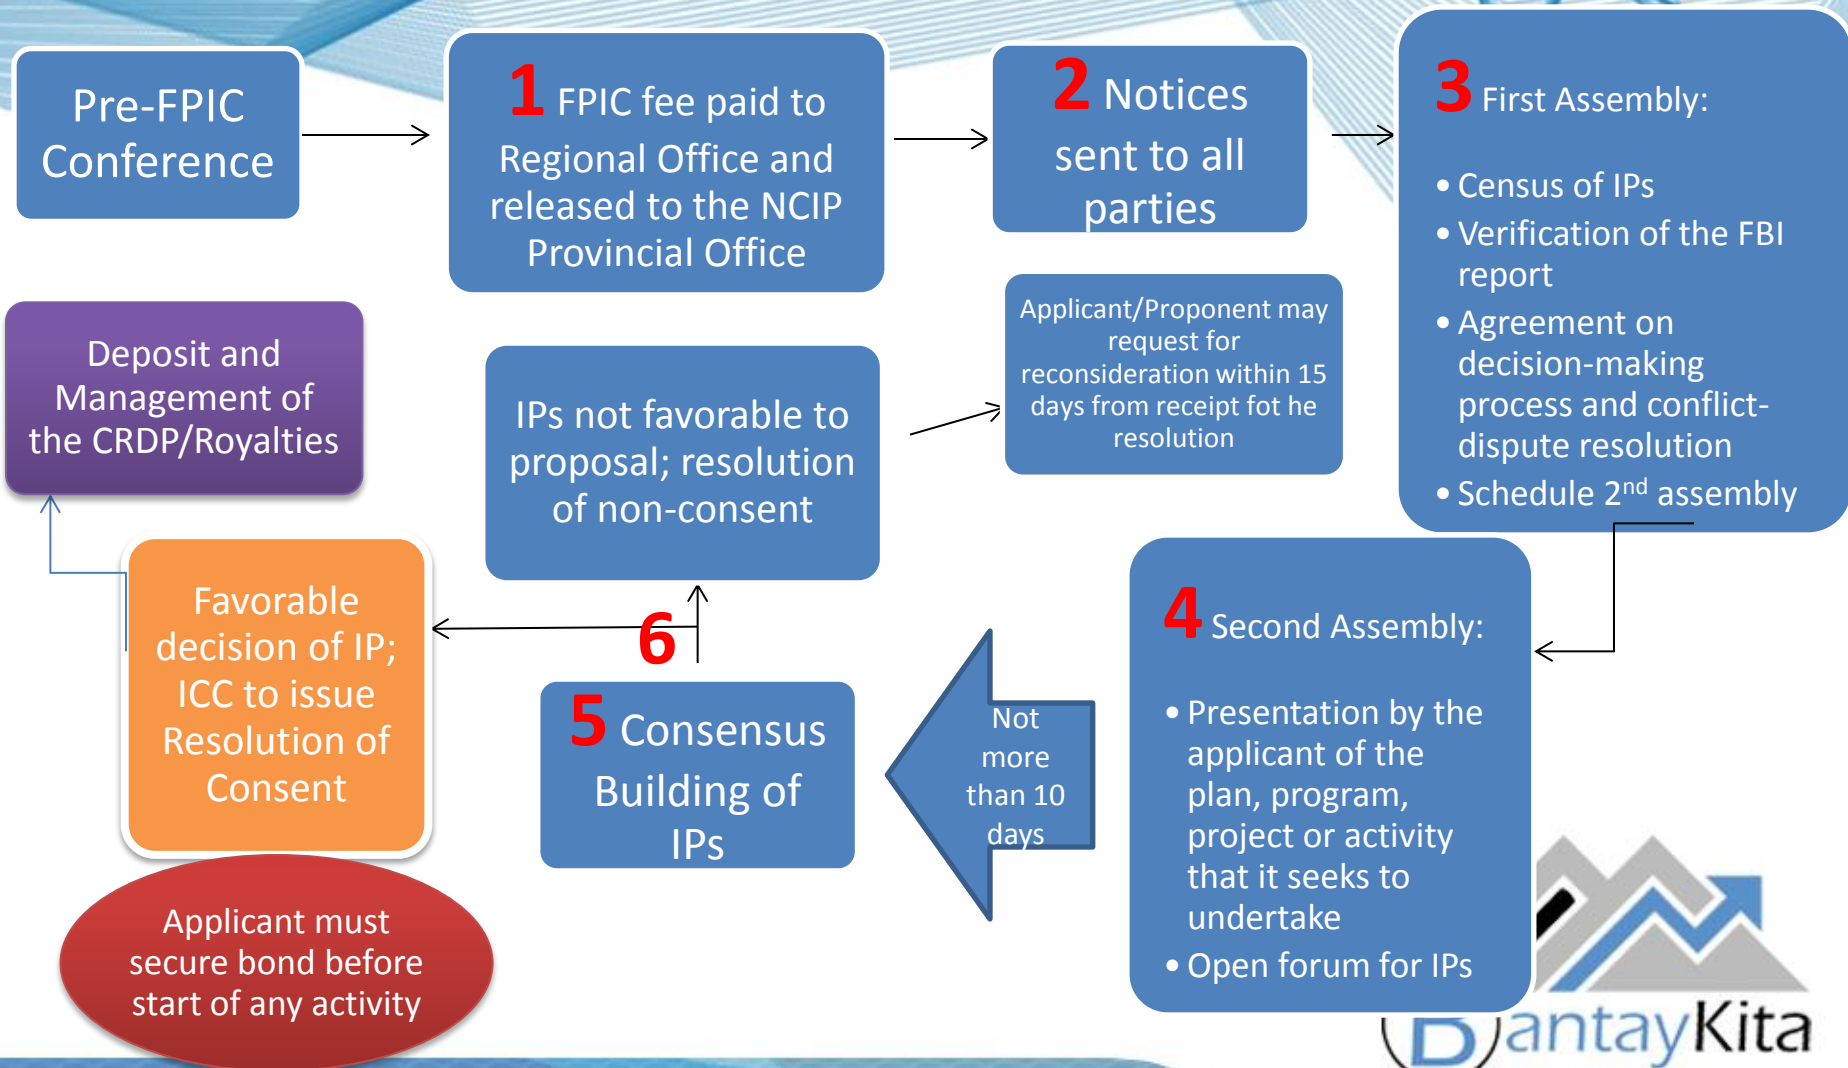 Pre-FPIC
Conference
1 FPIC fee paid to
Regional Office and
released to the NCIP
Provincial Office
2 Notices
sent to all
parties
3 First Assembly:
• Census of IPs
• Verification of the FBI
report
• Agreement on
decision-making
process and conflict-
dispute resolution
• Schedule 2nd assembly
4 Second Assembly:
• Presentation by the
applicant of the
plan, program,
project or activity
that it seeks to
undertake
• Open forum for IPs
Not
more
than 10
days
5 Consensus
Building of
IPs
6
IPs not favorable to
proposal; resolution
of non-consent
Applicant/Proponent may
request for
reconsideration within 15
days from receipt fot he
resolution
Favorable
decision of IP;
ICC to issue
Resolution of
Consent
Deposit and
Management of
the CRDP/Royalties
Applicant must
secure bond before
start of any activity
BantayKita